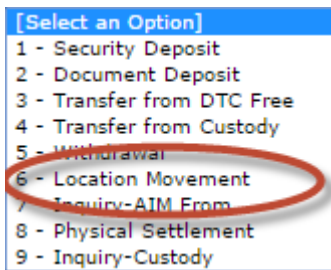 [Select an Option]
1 - Security Deposit
2 - Document Deposit
3 - Transfer from DTC Free
4 - Transfer from Custody
5 - Withdrawal
6 - Location Movement
7 - Inquiry-AIM From
8 - Physical Settlement
9 - Inquiry-Custody